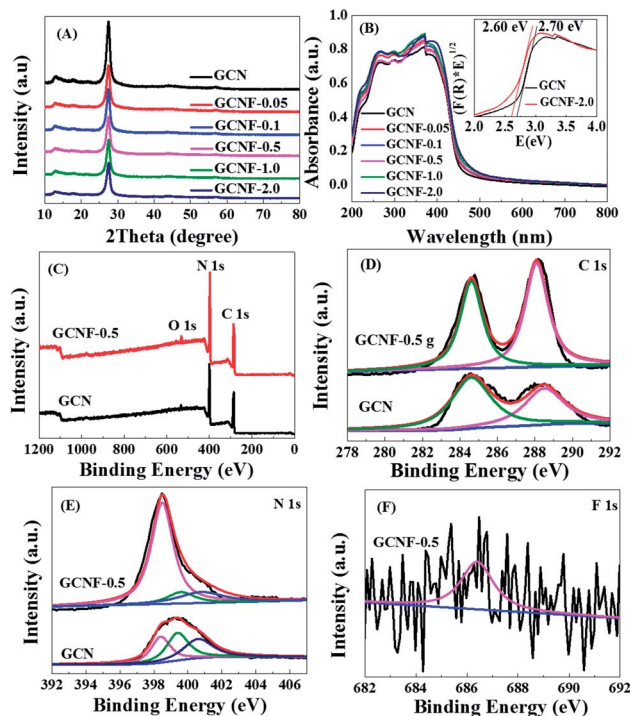 (A)
GCN
GCNF-0.05
GCNF-0.1
GCNF-0.5
GCNF-1.0
GCNF-2.0
Intensity (a.u)
10 20 30 40 50 60 70 80
2Theta (degree)
(B)
0.9
0.8
0.7
0.6
0.5
0.4
0.3
0.2
0.1
0.0
Absorbance (a.u.)
GCN
GCNF-0.05
GCNF-0.1
GCNF-0.5
GCNF-1.0
GCNF-2.0
200 300 400 500 600 700 800
Wavelength (nm)
2.60 eV 2.70 eV
(F(R)*E)1/2
GCN
GCNF-2.0
2.0 2.5 3.0 3.5 4.0
E(eV)
(C)
N 1s
O 1s C 1s
GCNF-0.5
GCN
Intensity (a.u.)
1200 1000 800 600 400 200 0
Binding Energy (eV)
(D) C 1s
GCNF-0.5 g
GCN
Intensity (a.u.)
278 280 282 284 286 288 290 292
Binding Energy (eV)
(E) N 1s
GCNF-0.5
GCN
Intensity (a.u.)
392 394 396 398 400 402 404 406
Binding Energy (eV)
(F) F 1s
GCNF-0.5
Intensity (a.u.)
682 684 686 688 690 692
Binding Energy (eV)